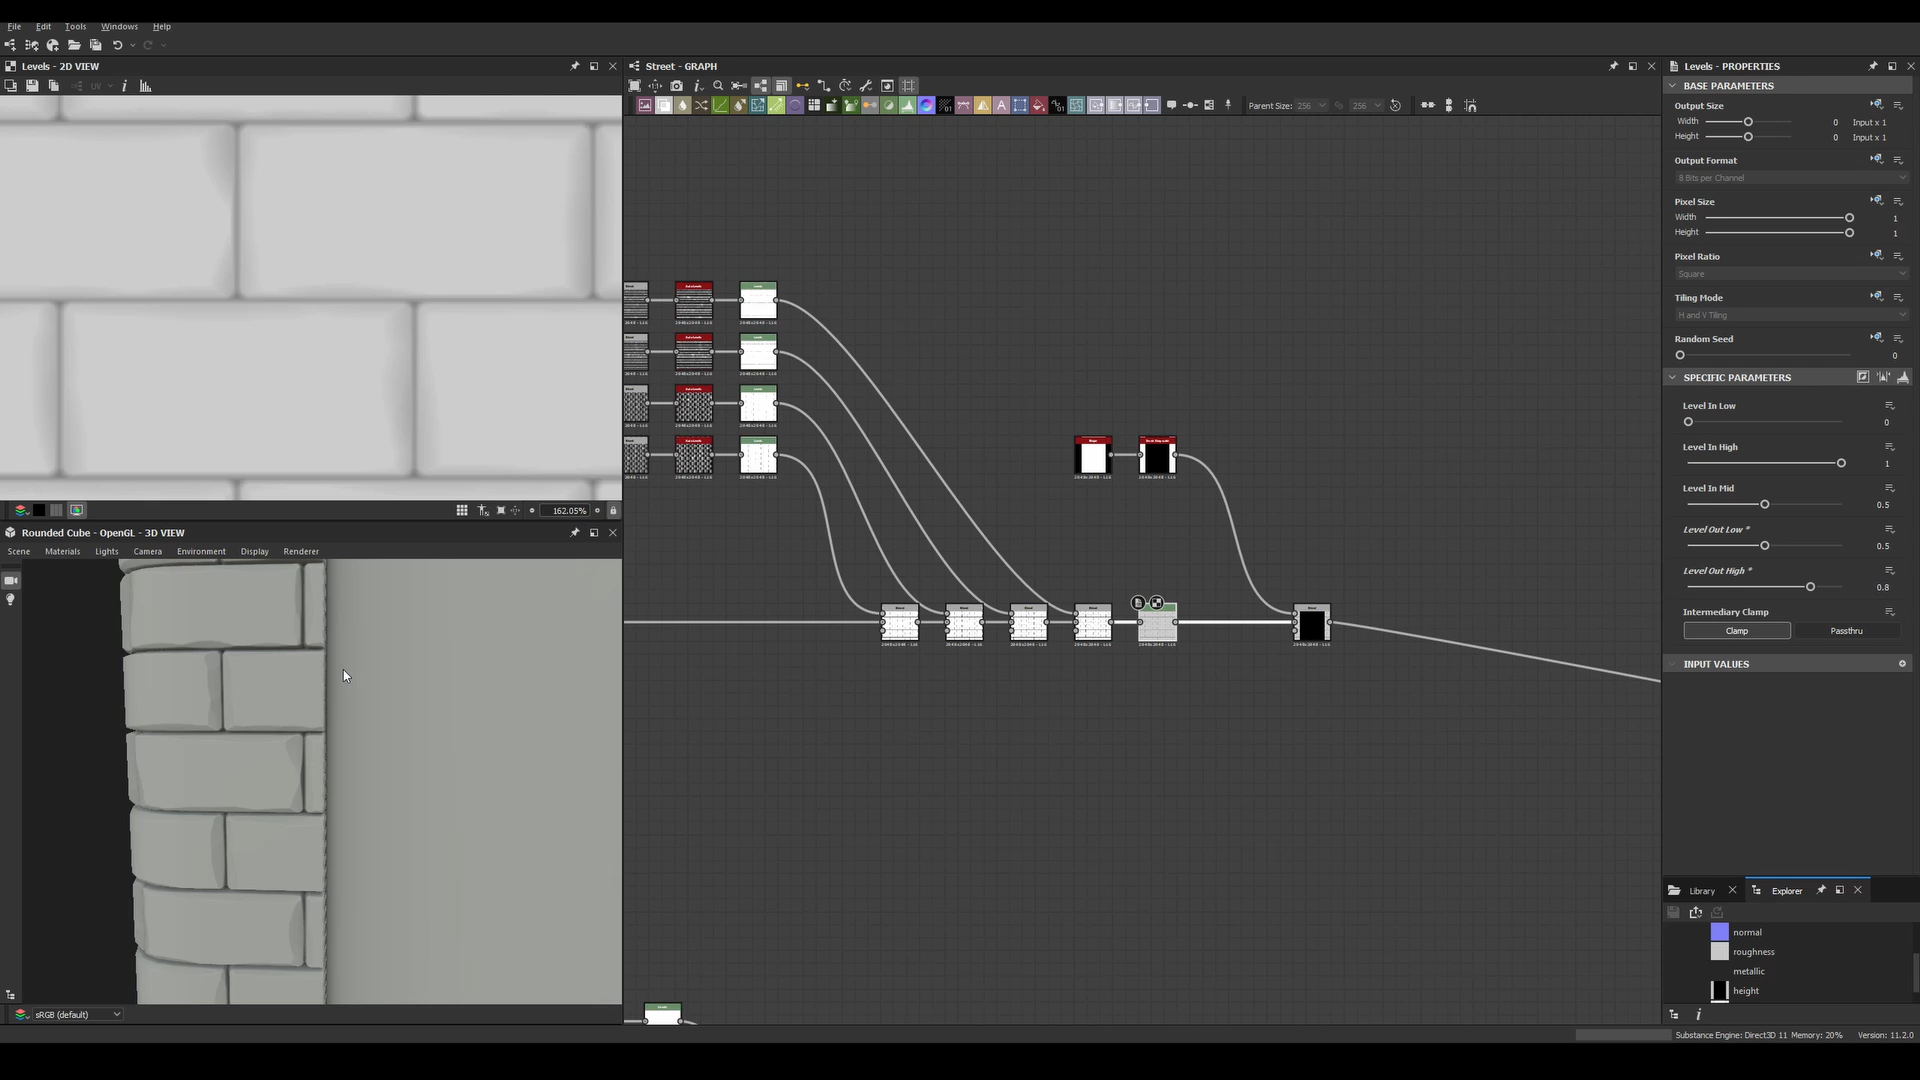 File Edit Tools Windows Help
Levels - 2D VIEW
UV
162.05%
Rounded Cube - OpenGL - 3D VIEW
Scene Materials Lights Camera Environment Display Renderer
sRGB (default)
Street - GRAPH
Parent Size: 256 256
Levels - PROPERTIES
BASE PARAMETERS
Output Size
Width 0 Input x 1
Height 0 Input x 1
Output Format
8 Bits per Channel
Pixel Size
Width 1
Height 1
Pixel Ratio
Square
Tiling Mode
H and V Tiling
Random Seed
0
SPECIFIC PARAMETERS
Level In Low
0
Level In High
1
Level In Mid
0.5
Level Out Low *
0.5
Level Out High *
0.8
Intermediary Clamp
Clamp Passthru
INPUT VALUES
Library Explorer
normal
roughness
metallic
height
Substance Engine: Direct3D 11 Memory: 20% Version: 11.2.0